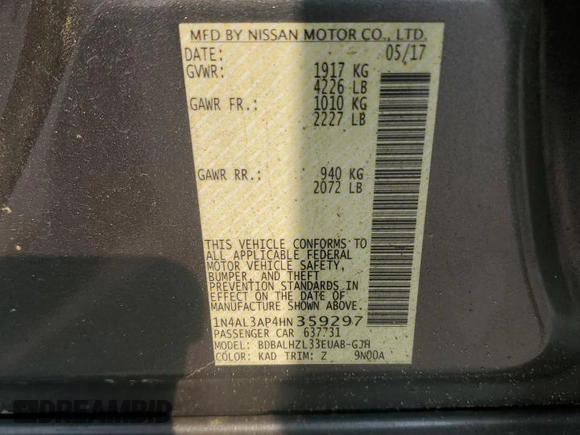 MFD BY NISSAN MOTOR CO., LTD.
DATE: 05/17
GVWR: 1917 KG
4226 LB
GAWR FR.: 1010 KG
2227 LB
GAWR RR.: 940 KG
2072 LB
THIS VEHICLE CONFORMS TO
ALL APPLICABLE FEDERAL
MOTOR VEHICLE SAFETY,
BUMPER, AND THEFT
PREVENTION STANDARDS IN
EFFECT ON THE DATE OF
MANUFACTURE SHOWN ABOVE.
1N4AL3AP4HN359297
PASSENGER CAR 637731
MODEL: BDBALHZL33EUAB-GJA
COLOR: KAD TRIM: Z 9N00A
DREAMBID